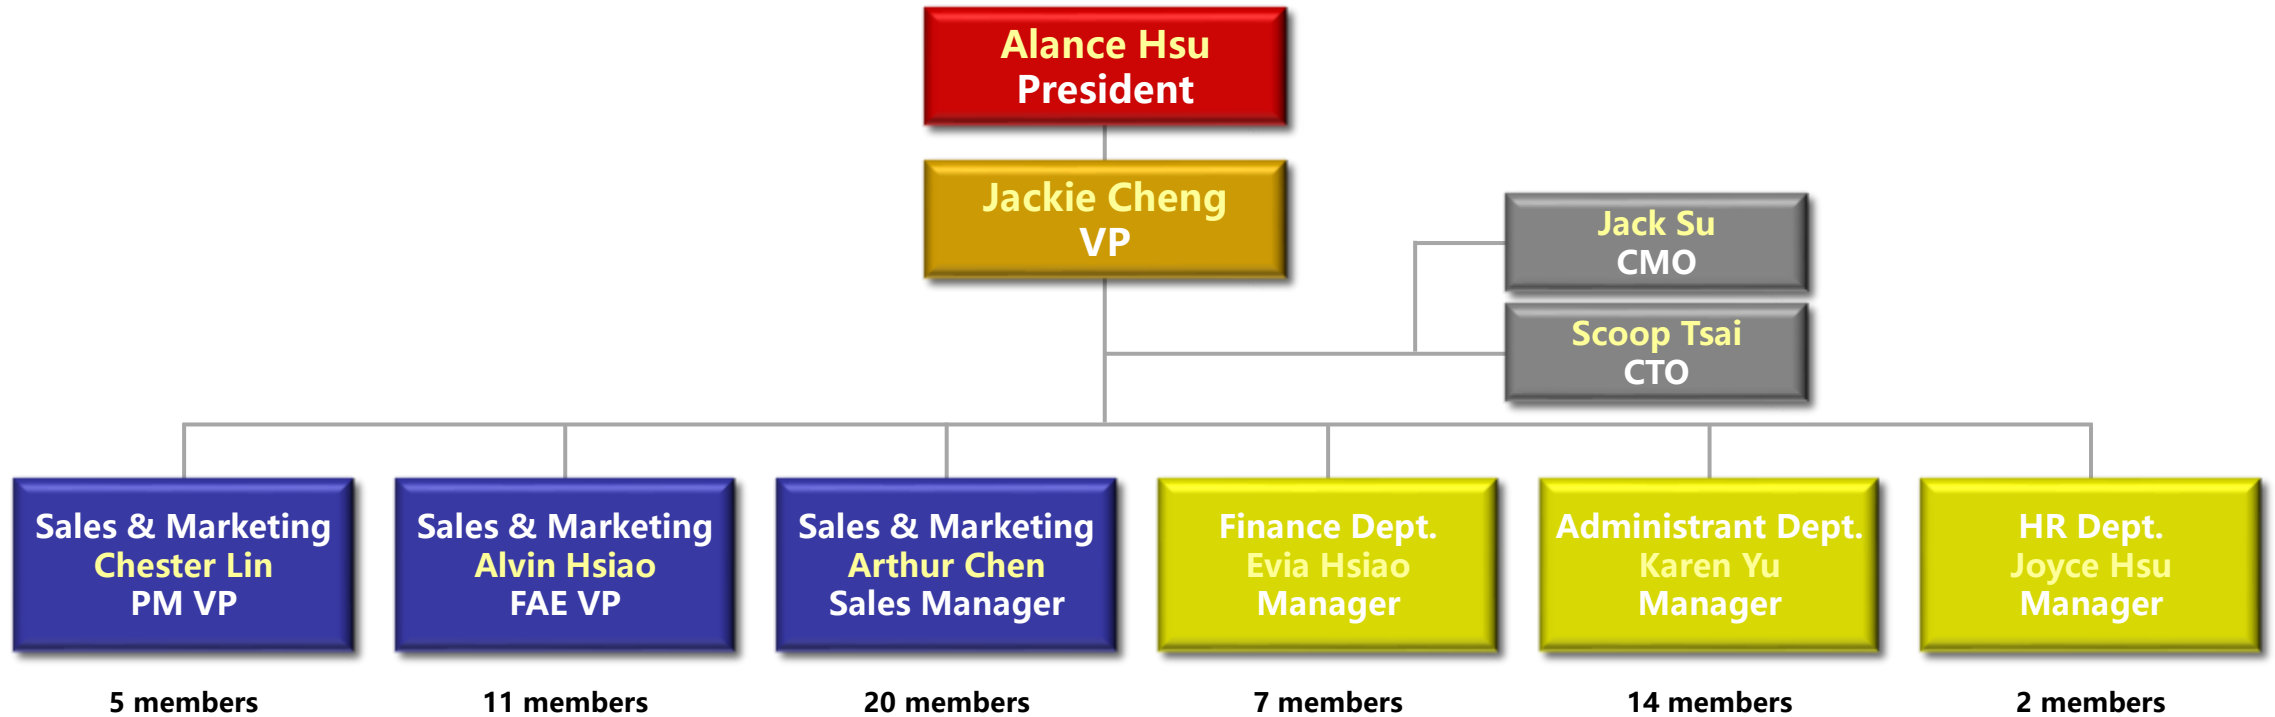 Alance Hsu
President
Jackie Cheng
VP
Jack Su
CMO
Scoop Tsai
CTO
Sales & Marketing
Chester Lin
PM VP
Sales & Marketing
Alvin Hsiao
FAE VP
Sales & Marketing
Arthur Chen
Sales Manager
Finance Dept.
Evia Hsiao
Manager
Administrant Dept.
Karen Yu
Manager
HR Dept.
Joyce Hsu
Manager
5 members
11 members
20 members
7 members
14 members
2 members